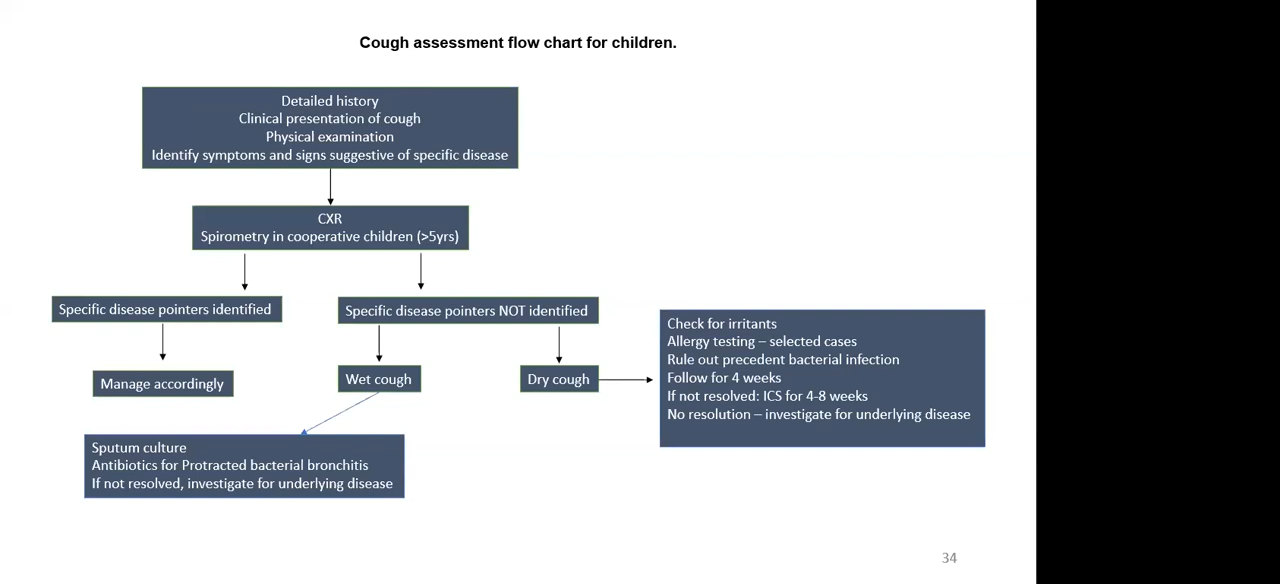 Cough assessment flow chart for children.
Detailed history
Clinical presentation of cough
Physical examination
Identify symptoms and signs suggestive of specific disease
CXR
Spirometry in cooperative children (>5yrs)
Specific disease pointers identified
Specific disease pointers NOT identified
Manage accordingly
Wet cough
Dry cough
Check for irritants
Allergy testing – selected cases
Rule out precedent bacterial infection
Follow for 4 weeks
If not resolved: ICS for 4-8 weeks
No resolution – investigate for underlying disease
Sputum culture
Antibiotics for Protracted bacterial bronchitis
If not resolved, investigate for underlying disease
34